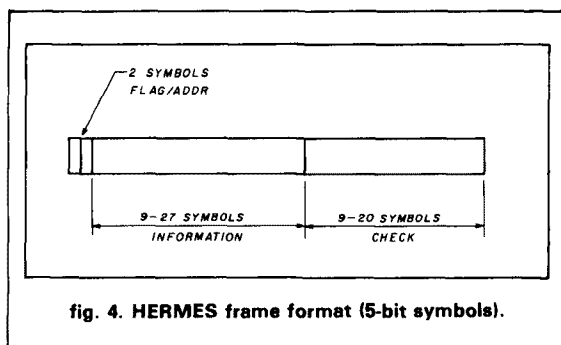 2 SYMBOLS
FLAG/ADDR
9-27 SYMBOLS
INFORMATION
9-20 SYMBOLS
CHECK
fig. 4. HERMES frame format (5-bit symbols).